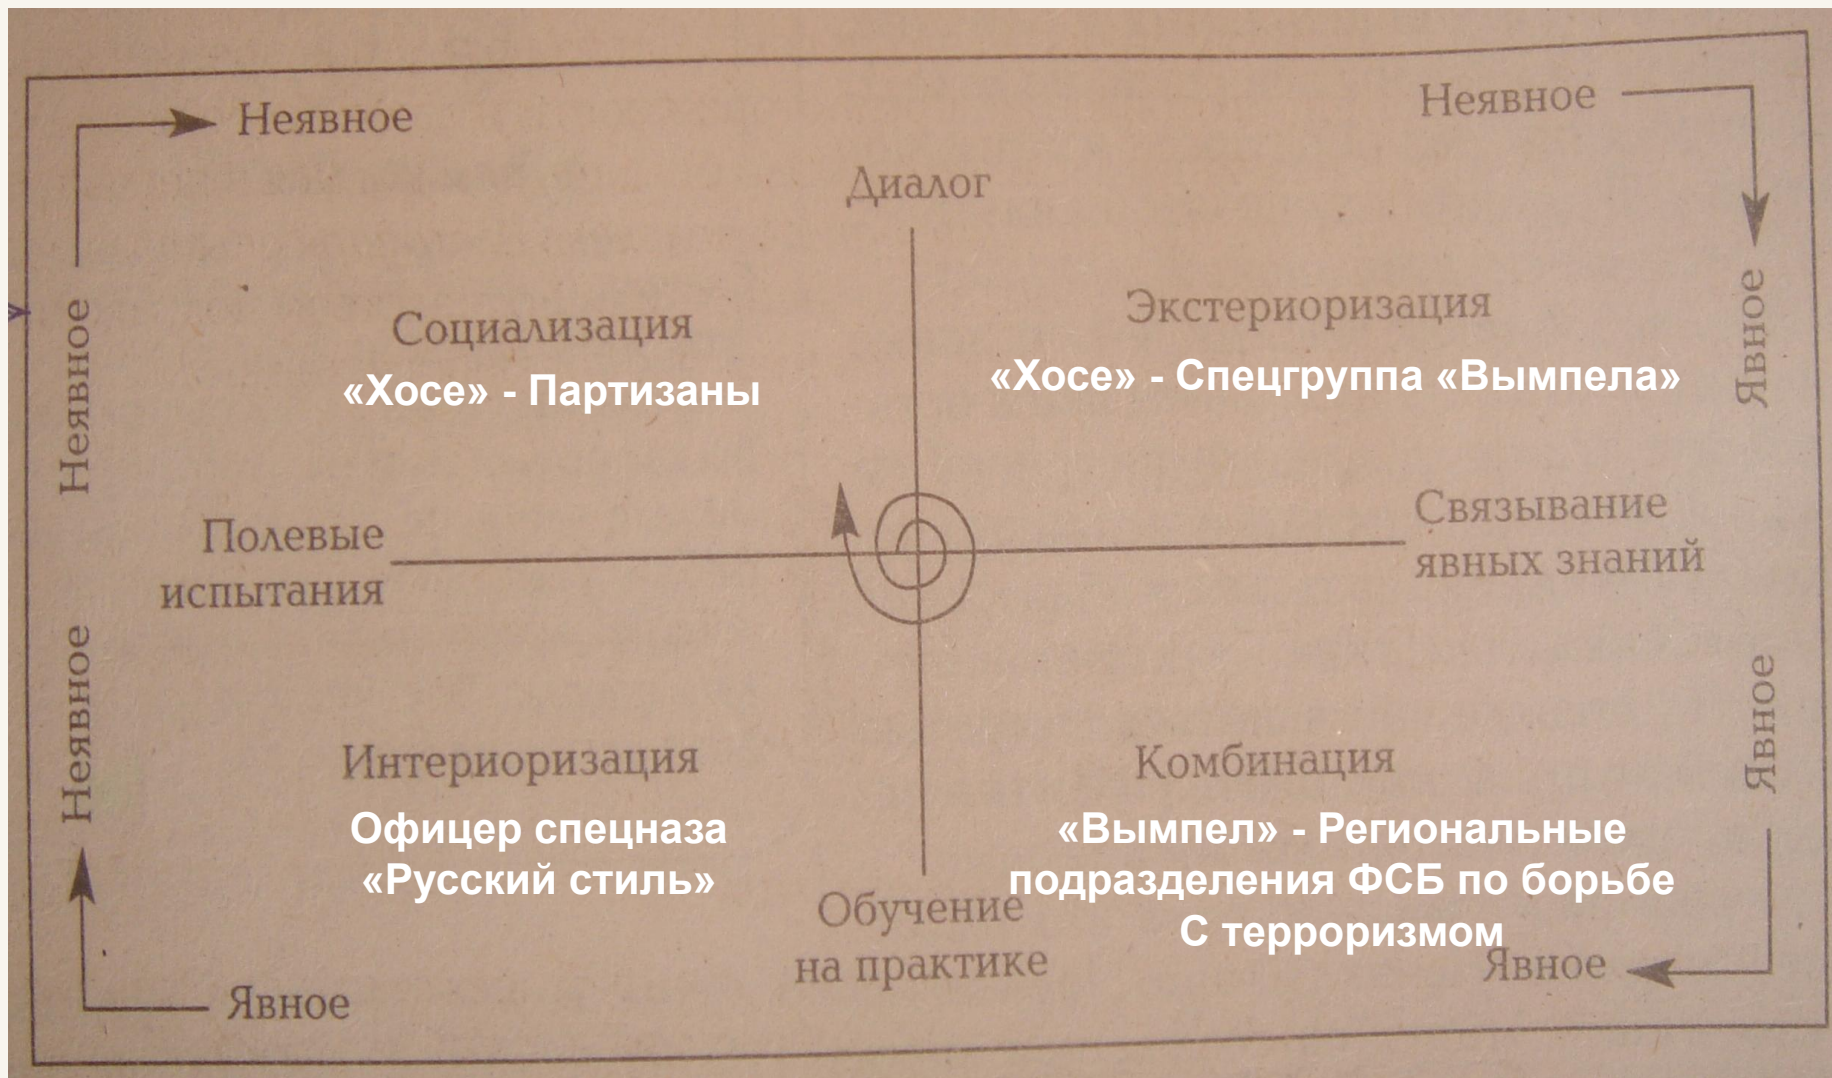 Неявное
Неявное
Диалог
Неявное
Явное
Социализация
«Хосе» - Партизаны
Экстериоризация
«Хосе» - Спецгруппа «Вымпела»
Полевые
испытания
Связывание
явных знаний
Неявное
Явное
Интериоризация
Офицер спецназа
«Русский стиль»
Комбинация
«Вымпел» - Региональные
подразделения ФСБ по борьбе
С терроризмом
Обучение
на практике
Явное
Явное